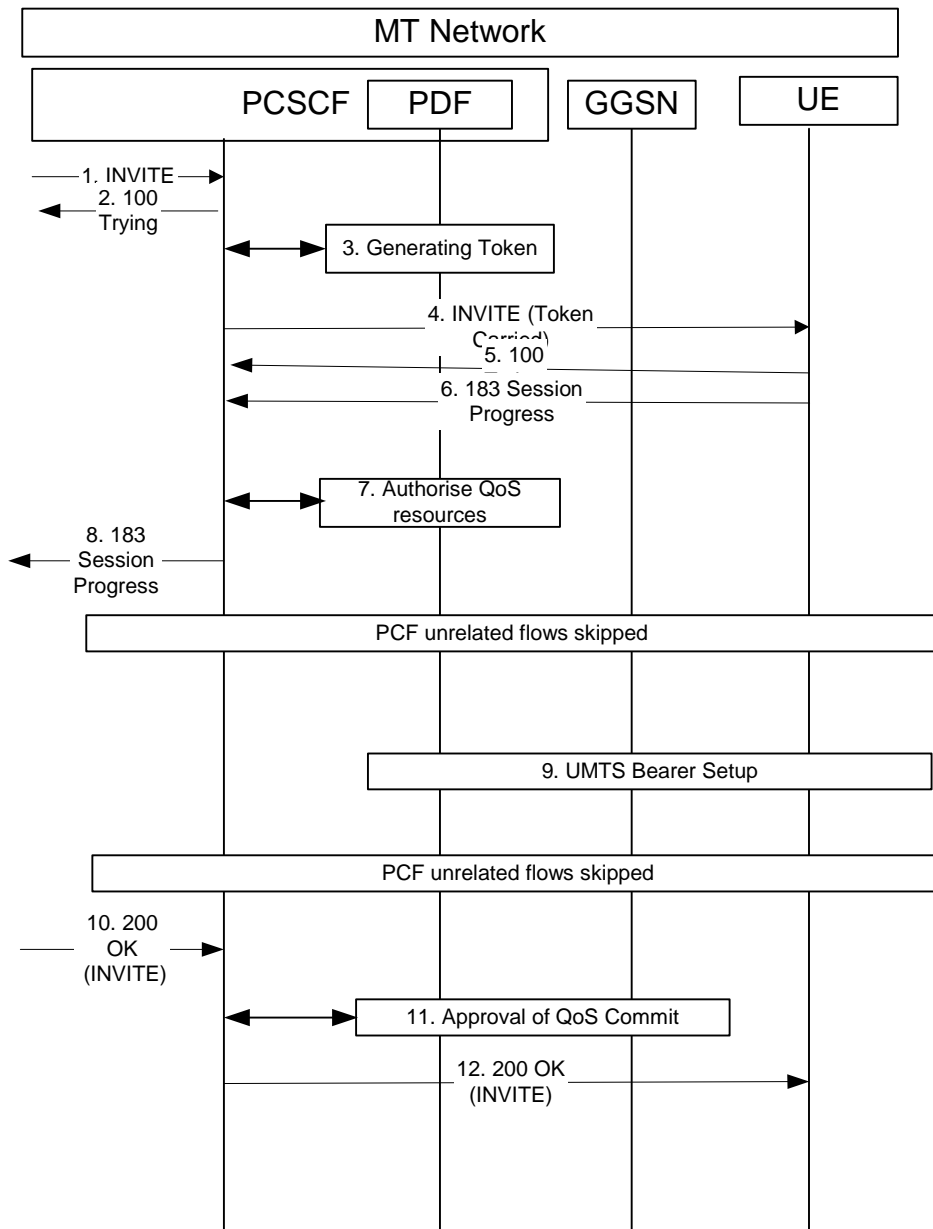 MT Network
PCSCF
PDF
GGSN
UE
1. INVITE
2. 100
Trying
3. Generating Token
4. INVITE (Token
Carried)
5. 100
6. 183 Session
Progress
7. Authorise QoS
resources
8. 183
Session
Progress
PCF unrelated flows skipped
9. UMTS Bearer Setup
PCF unrelated flows skipped
10. 200
OK
(INVITE)
11. Approval of QoS Commit
12. 200 OK
(INVITE)